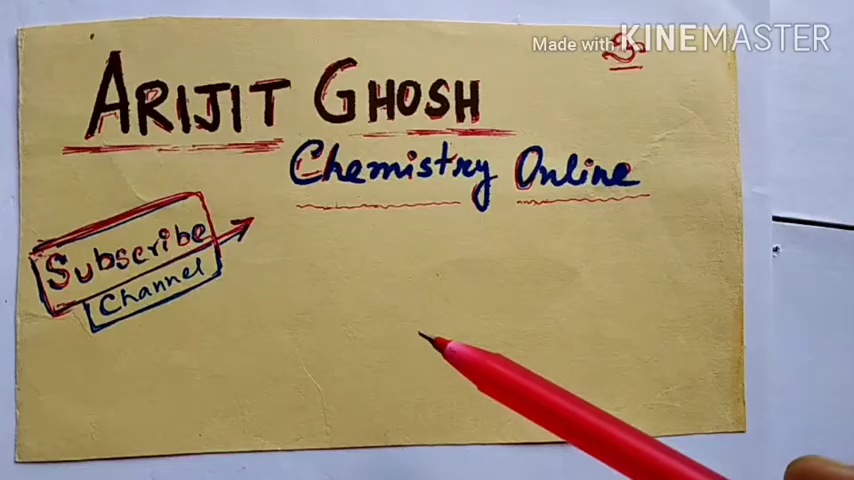 Made with KINEMASTER
ARIJIT GHOSH
Chemistry Online
Subscribe
Channel